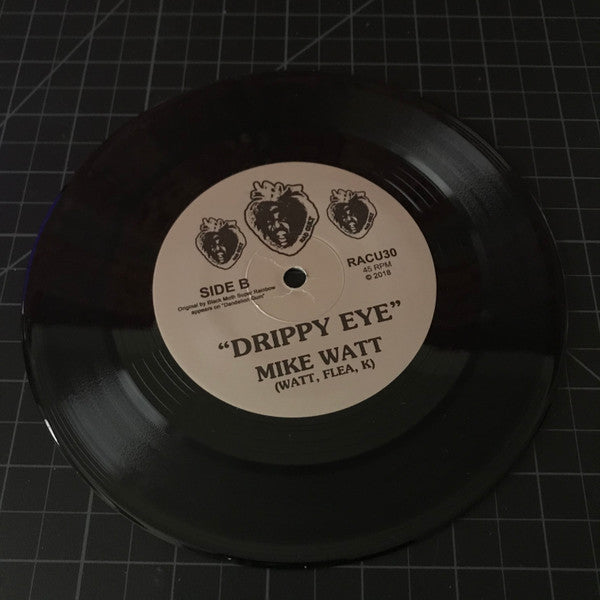 SIDE B
Original by Black Moth Super Rainbow
appears on "Dandelion Gum"
RACU30
45 RPM
© 2018
"DRIPPY EYE"
MIKE WATT
(WATT, FLEA, K)